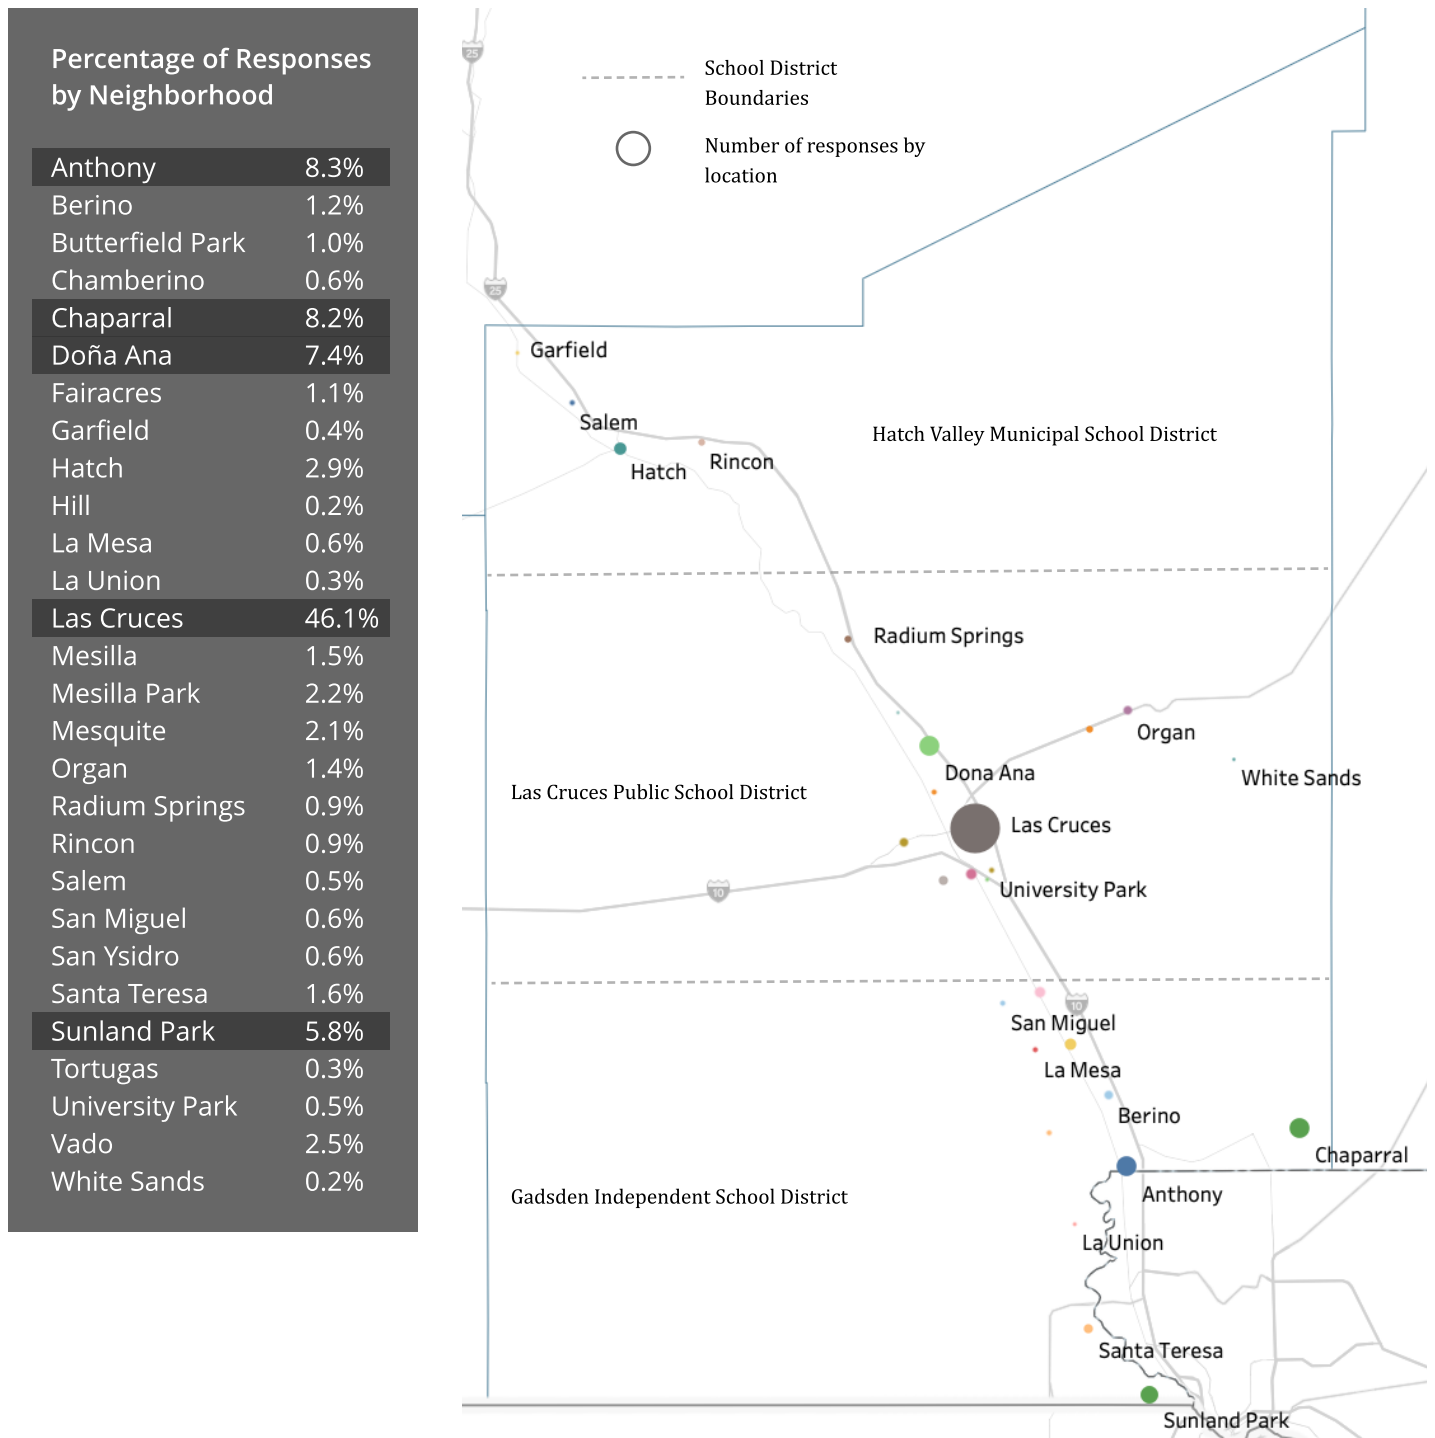 Percentage of Responses
by Neighborhood
Anthony 8.3%
Berino 1.2%
Butterfield Park 1.0%
Chamberino 0.6%
Chaparral 8.2%
Doña Ana 7.4%
Fairacres 1.1%
Garfield 0.4%
Hatch 2.9%
Hill 0.2%
La Mesa 0.6%
La Union 0.3%
Las Cruces 46.1%
Mesilla 1.5%
Mesilla Park 2.2%
Mesquite 2.1%
Organ 1.4%
Radium Springs 0.9%
Rincon 0.9%
Salem 0.5%
San Miguel 0.6%
San Ysidro 0.6%
Santa Teresa 1.6%
Sunland Park 5.8%
Tortugas 0.3%
University Park 0.5%
Vado 2.5%
White Sands 0.2%
25
School District
Boundaries
Number of responses by
location
25
Garfield
Salem
Hatch
Rincon
Hatch Valley Municipal School District
Radium Springs
Organ
Dona Ana
White Sands
Las Cruces Public School District
Las Cruces
10
University Park
10
San Miguel
La Mesa
Berino
Chaparral
Anthony
Gadsden Independent School District
La Union
Santa Teresa
Sunland Park